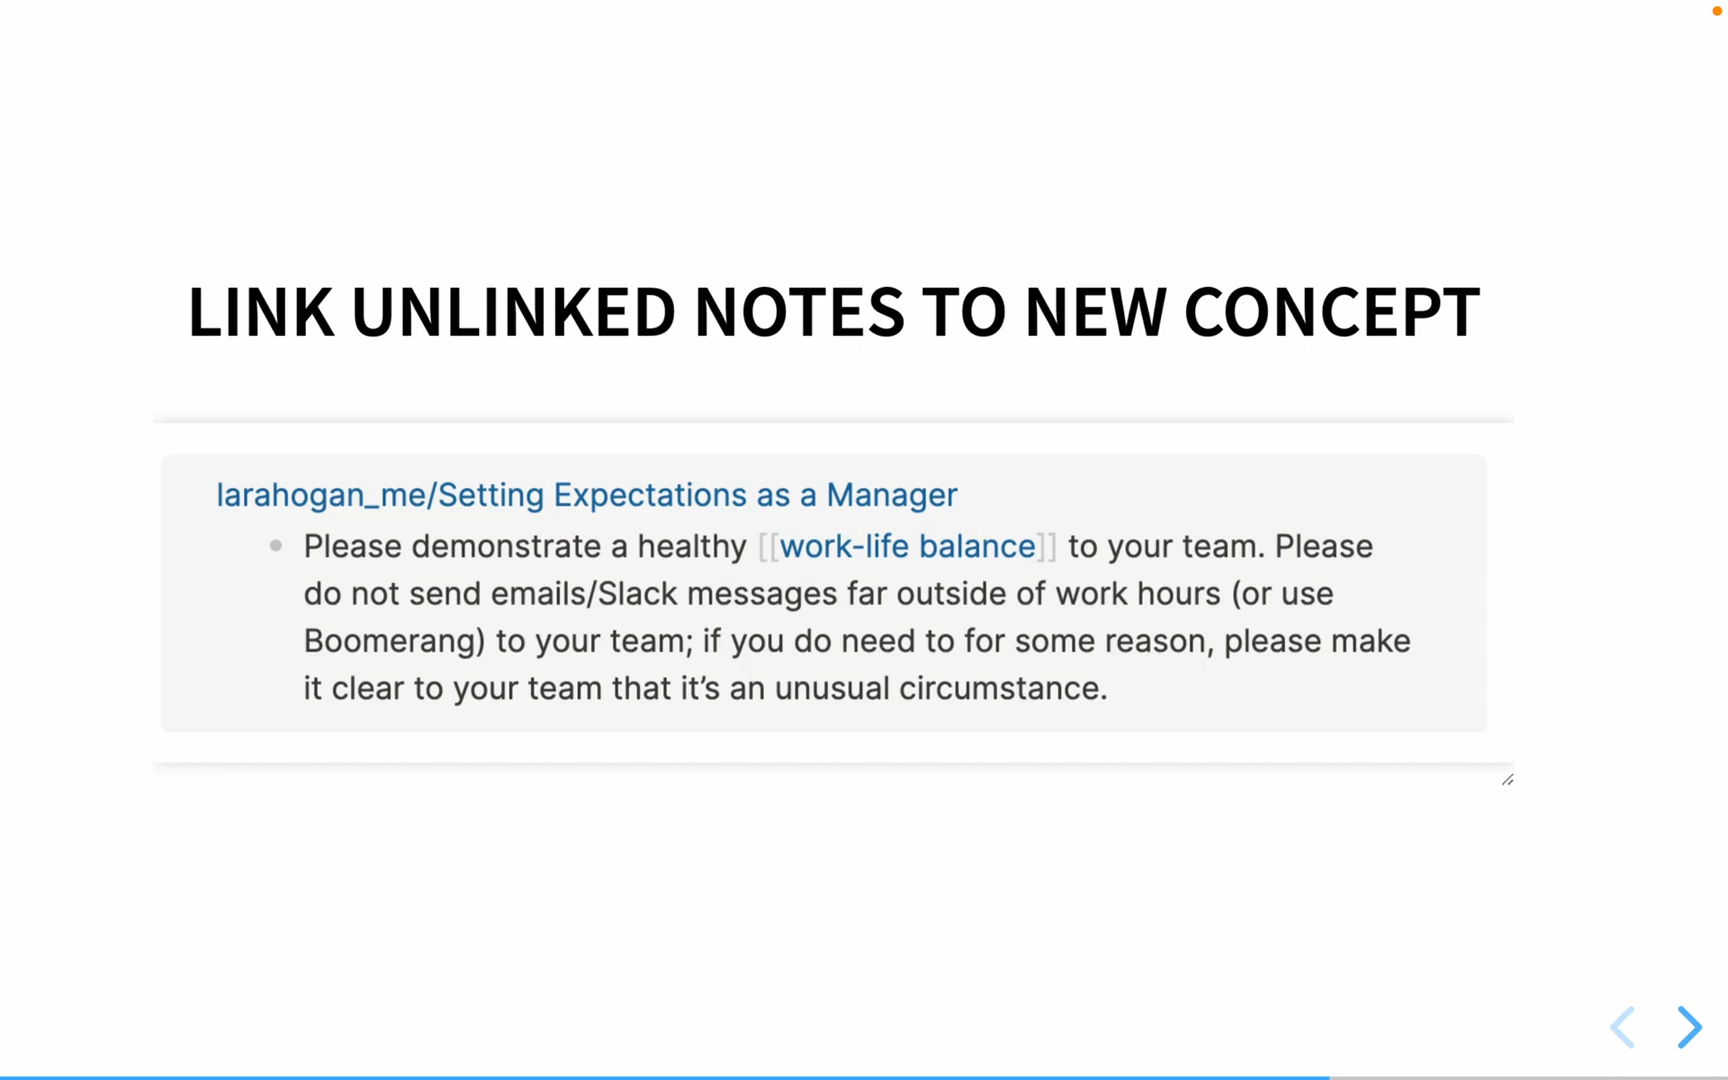 LINK UNLINKED NOTES TO NEW CONCEPT
larahogan_me/Setting Expectations as a Manager
Please demonstrate a healthy [[work-life balance]] to your team. Please
do not send emails/Slack messages far outside of work hours (or use
Boomerang) to your team; if you do need to for some reason, please make
it clear to your team that it’s an unusual circumstance.